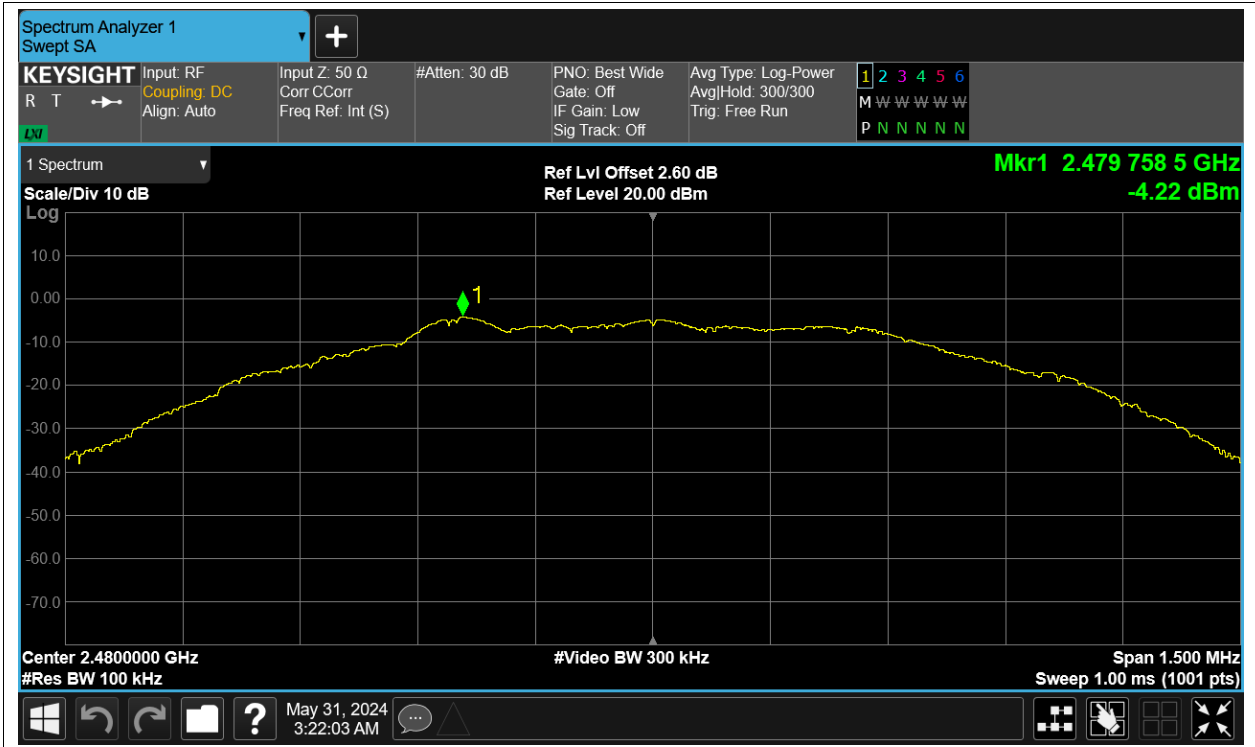 Spectrum Analyzer 1
Swept SA
+
KEYSIGHT
R T
LXI
Input: RF
Coupling: DC
Align: Auto
Input Z: 50 Ω
Corr CCorr
Freq Ref: Int (S)
#Atten: 30 dB
PNO: Best Wide
Gate: Off
IF Gain: Low
Sig Track: Off
Avg Type: Log-Power
Avg|Hold: 300/300
Trig: Free Run
1 2 3 4 5 6
M W W W W W W
P N N N N N
1 Spectrum
Scale/Div 10 dB
Log
Ref Lvl Offset 2.60 dB
Ref Level 20.00 dBm
Mkr1 2.479 758 5 GHz
-4.22 dBm
10.0
0.00
-10.0
-20.0
-30.0
-40.0
-50.0
-60.0
-70.0
1
Center 2.4800000 GHz
#Res BW 100 kHz
#Video BW 300 kHz
Span 1.500 MHz
Sweep 1.00 ms (1001 pts)
?
May 31, 2024
3:22:03 AM